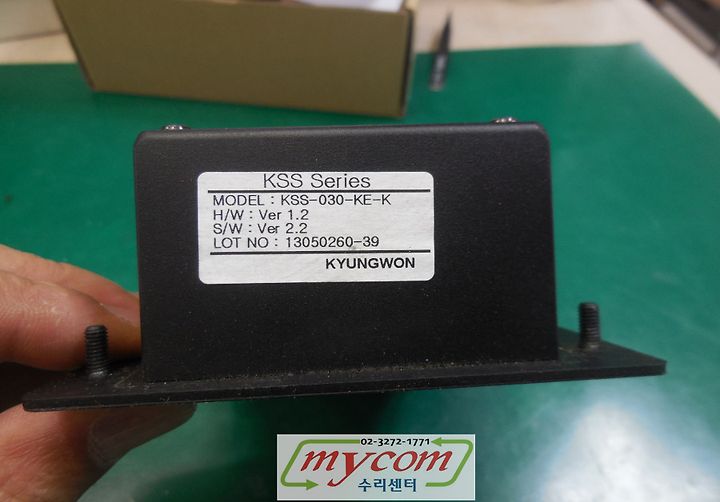 KSS Series
MODEL : KSS-030-KE-K
H/W : Ver 1.2
S/W : Ver 2.2
LOT NO : 13050260-39
KYUNGWON
02-3272-1771
mycom
수리센터